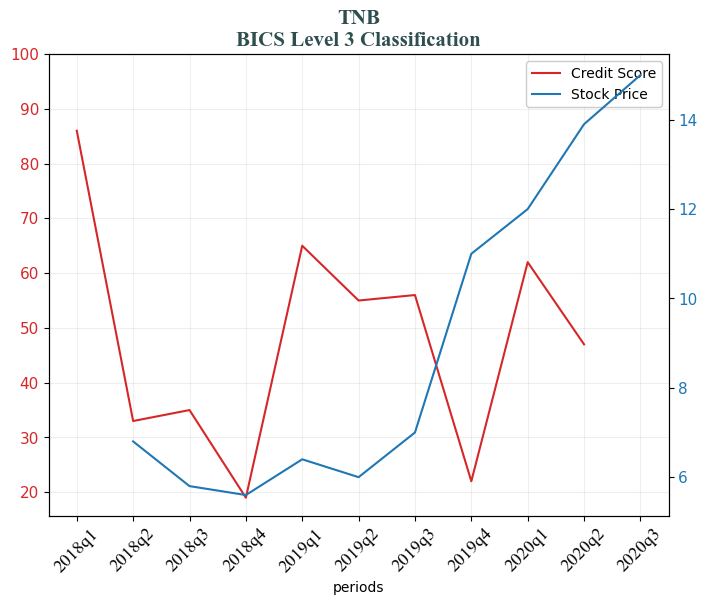 TNB
BICS Level 3 Classification
100
90
80
70
60
50
40
30
20
Credit Score
Stock Price
14
12
10
8
6
2018q1
2018q2
2018q3
2018q4
2019q1
2019q2
2019q3
2019q4
2020q1
2020q2
2020q3
periods